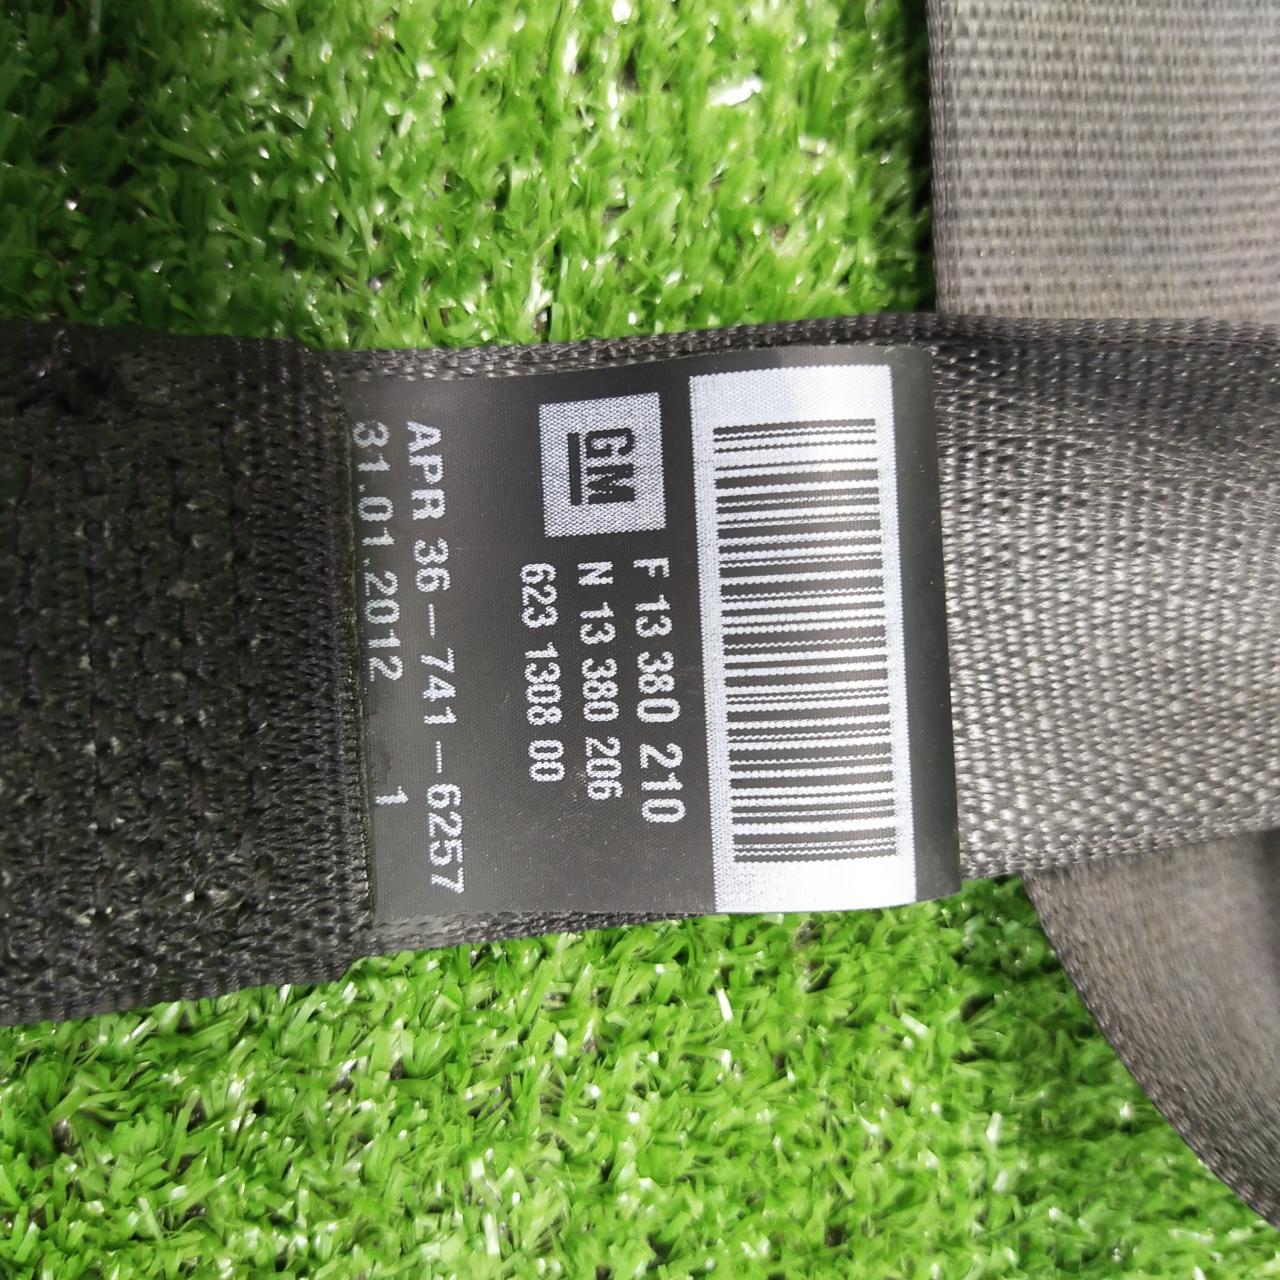 GM
F 13 380 210
N 13 380 206
623 1308 00
APR 36-741-6257
31.01.2012 1